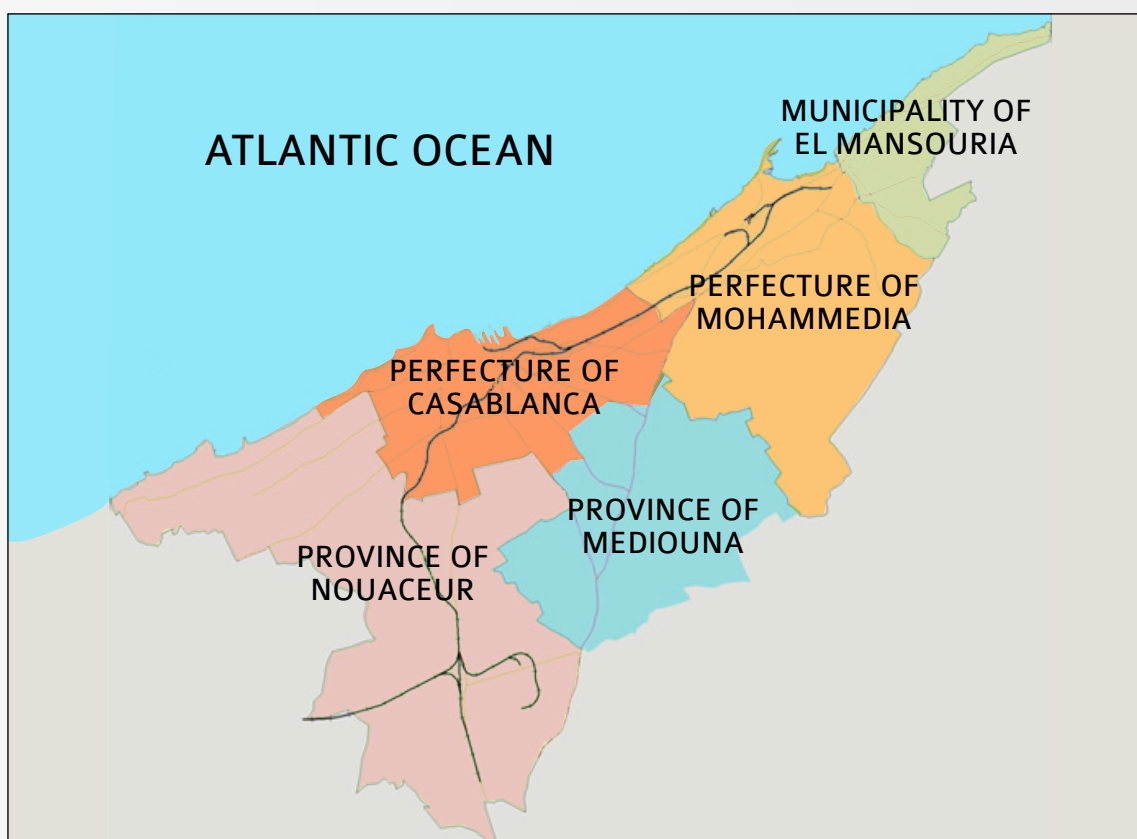 ATLANTIC OCEAN
MUNICIPALITY OF
EL MANSOURIA
PERFECTURE OF
MOHAMMEDIA
PERFECTURE OF
CASABLANCA
PROVINCE OF
MEDIOUNA
PROVINCE OF
NOUACEUR